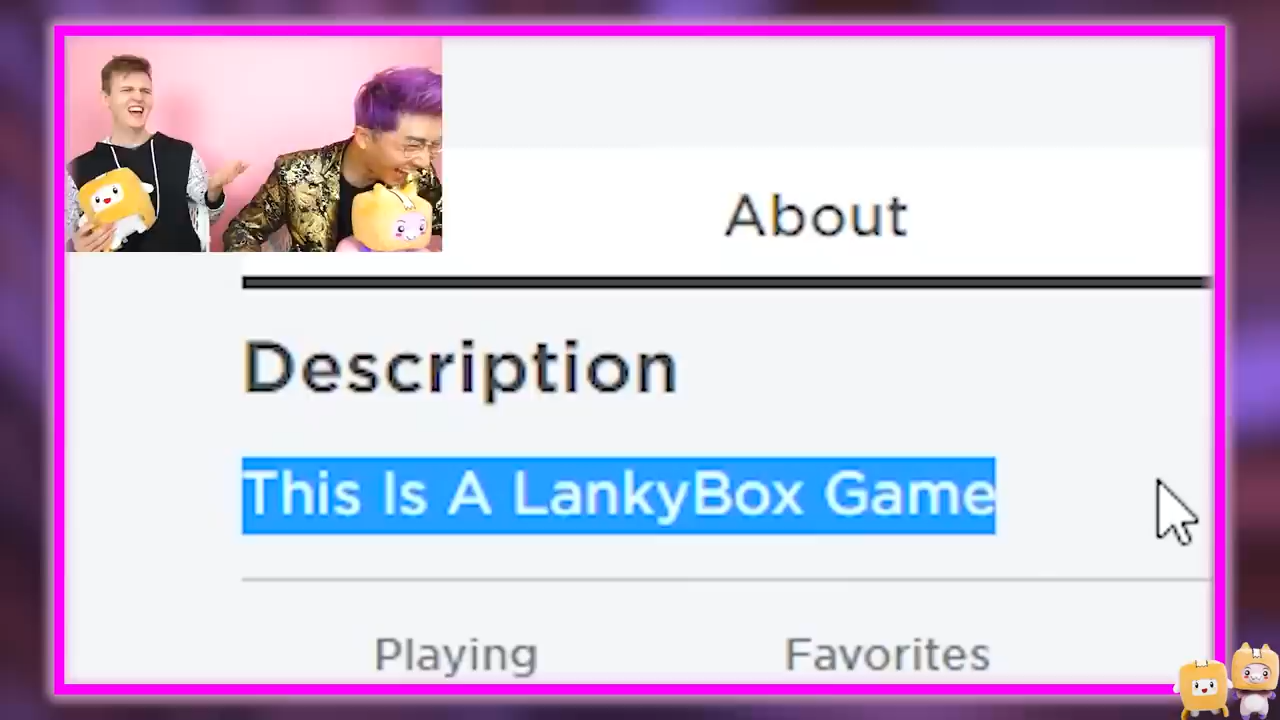 About
Description
This Is A LankyBox Game
Playing
Favorites